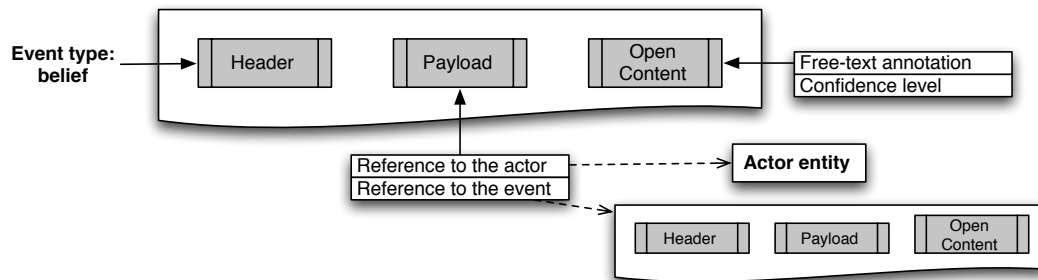 Event type:
belief
Header
Payload
Open
Content
Free-text annotation
Confidence level
Reference to the actor
Reference to the event
Actor entity
Header
Payload
Open
Content